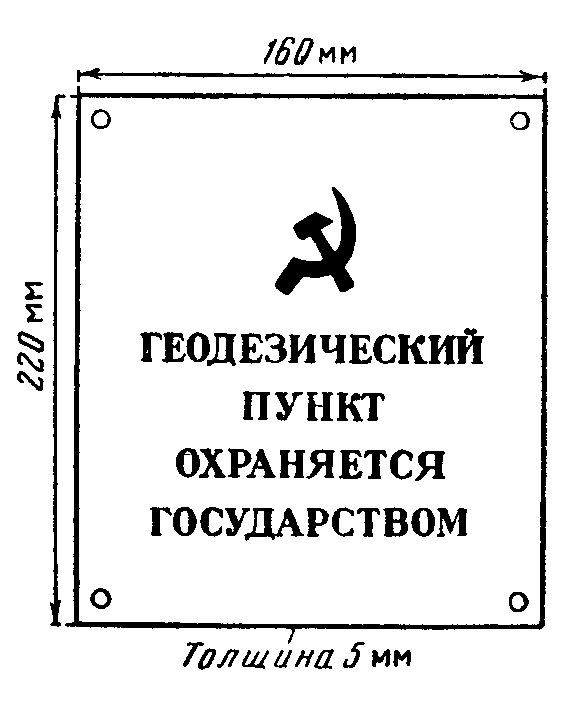 160 мм
220 мм
ГЕОДЕЗИЧЕСКИЙ
ПУНКТ
ОХРАНЯЕТСЯ
ГОСУДАРСТВОМ
Толщина 5 мм